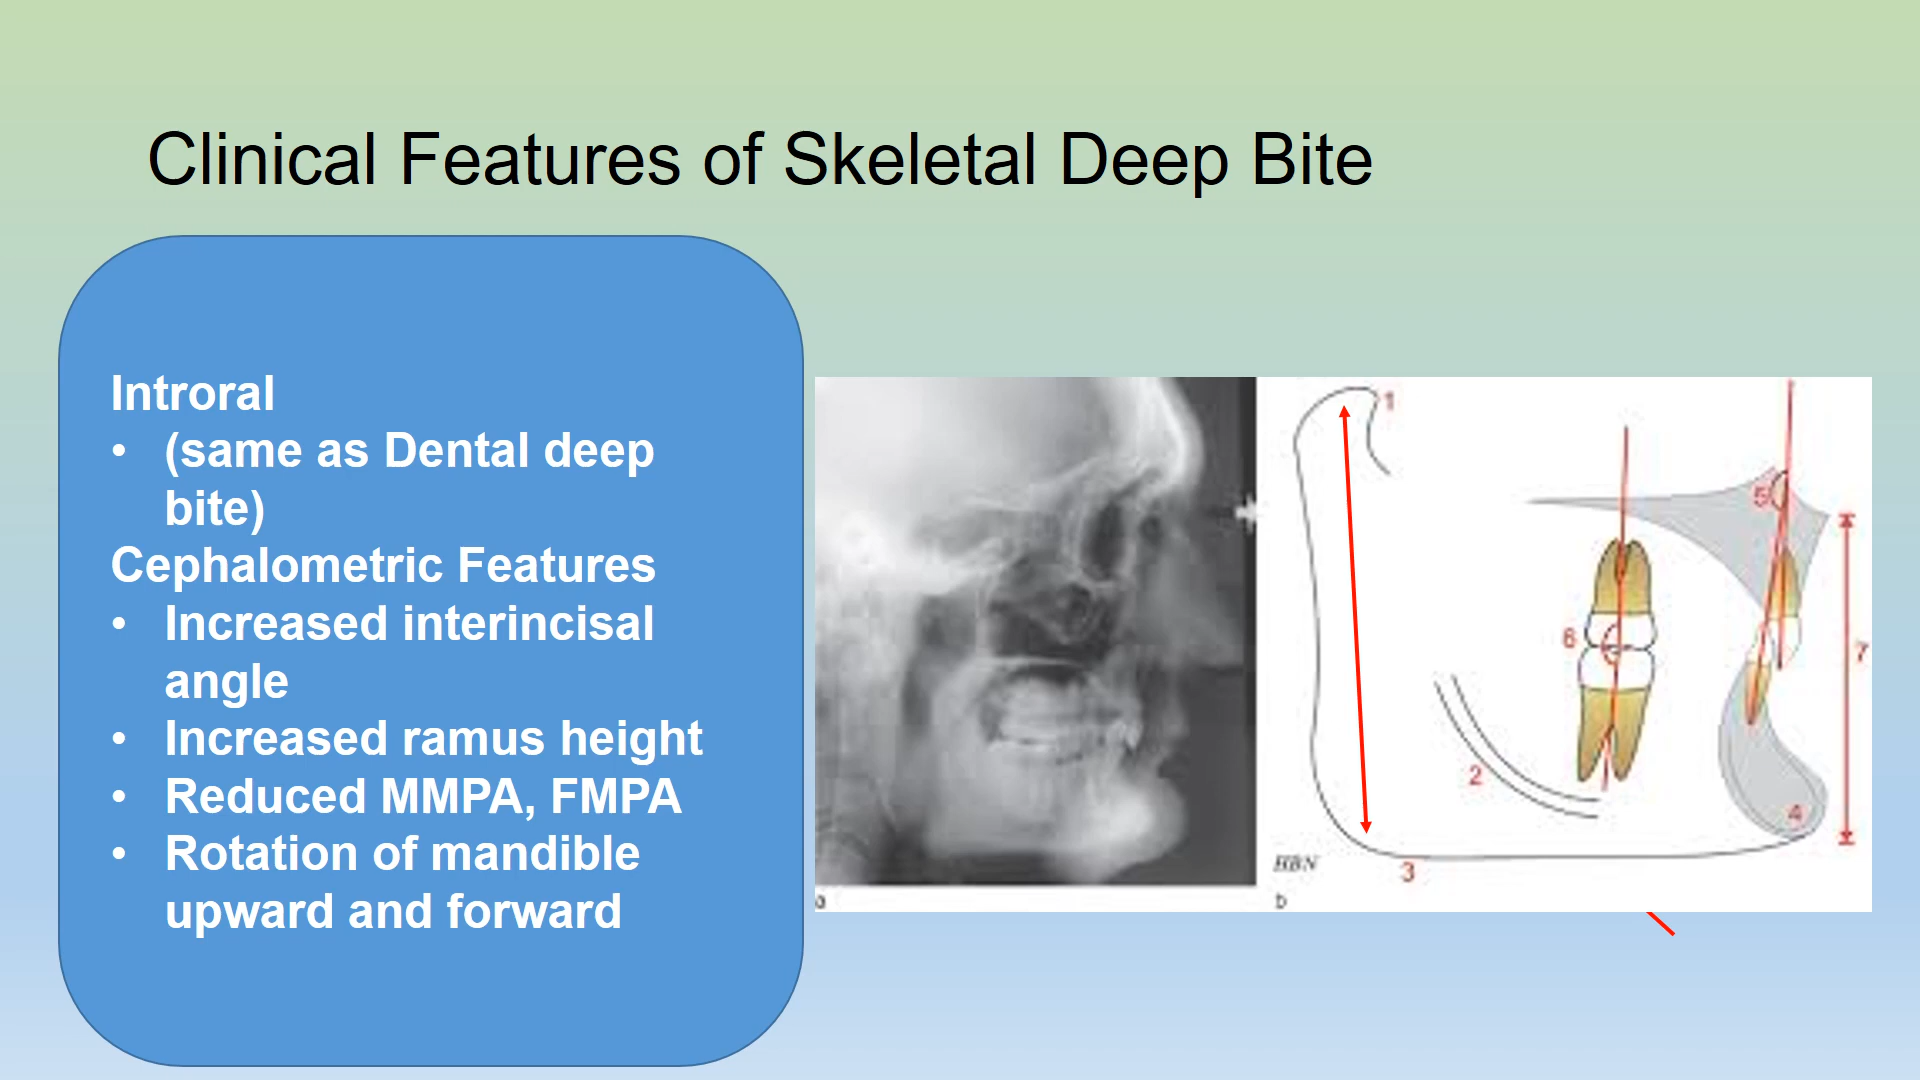 Clinical Features of Skeletal Deep Bite
Introral
• (same as Dental deep
bite)
Cephalometric Features
• Increased interincisal
angle
• Increased ramus height
• Reduced MMPA, FMPA
• Rotation of mandible
upward and forward
1
5
6
7
2
4
3
HBN
a
b